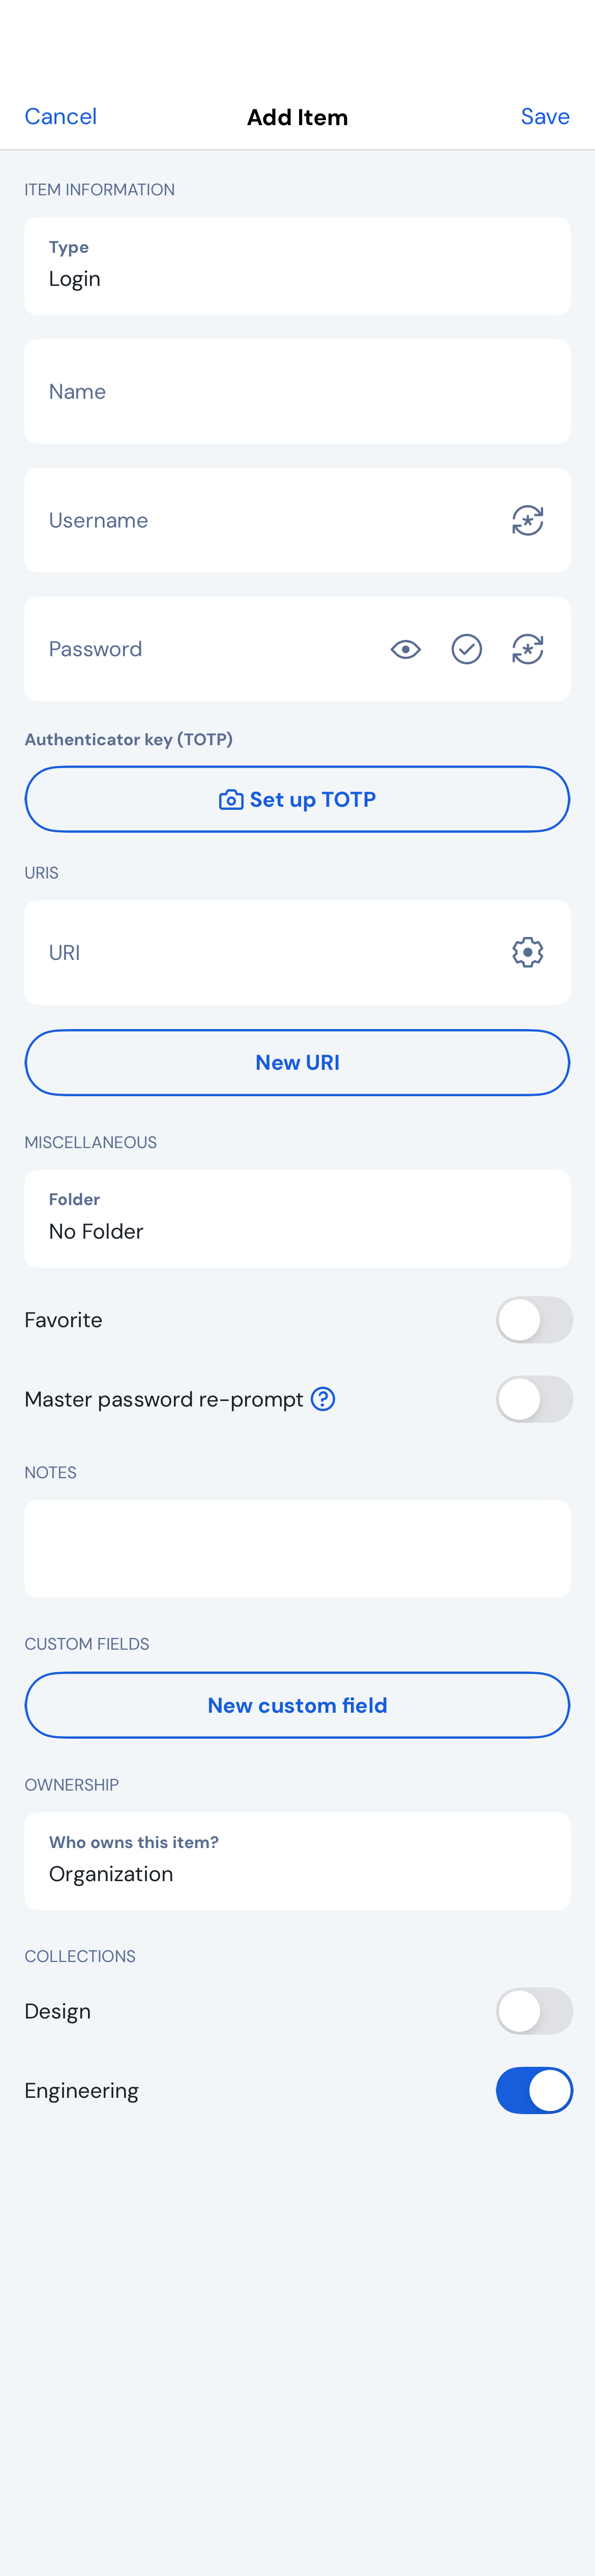 Cancel
Add Item
Save
ITEM INFORMATION
Type
Login
Name
Username
Password
Authenticator key (TOTP)
Set up TOTP
URIS
URI
New URI
MISCELLANEOUS
Folder
No Folder
Favorite
Master password re-prompt
NOTES
CUSTOM FIELDS
New custom field
OWNERSHIP
Who owns this item?
Organization
COLLECTIONS
Design
Engineering